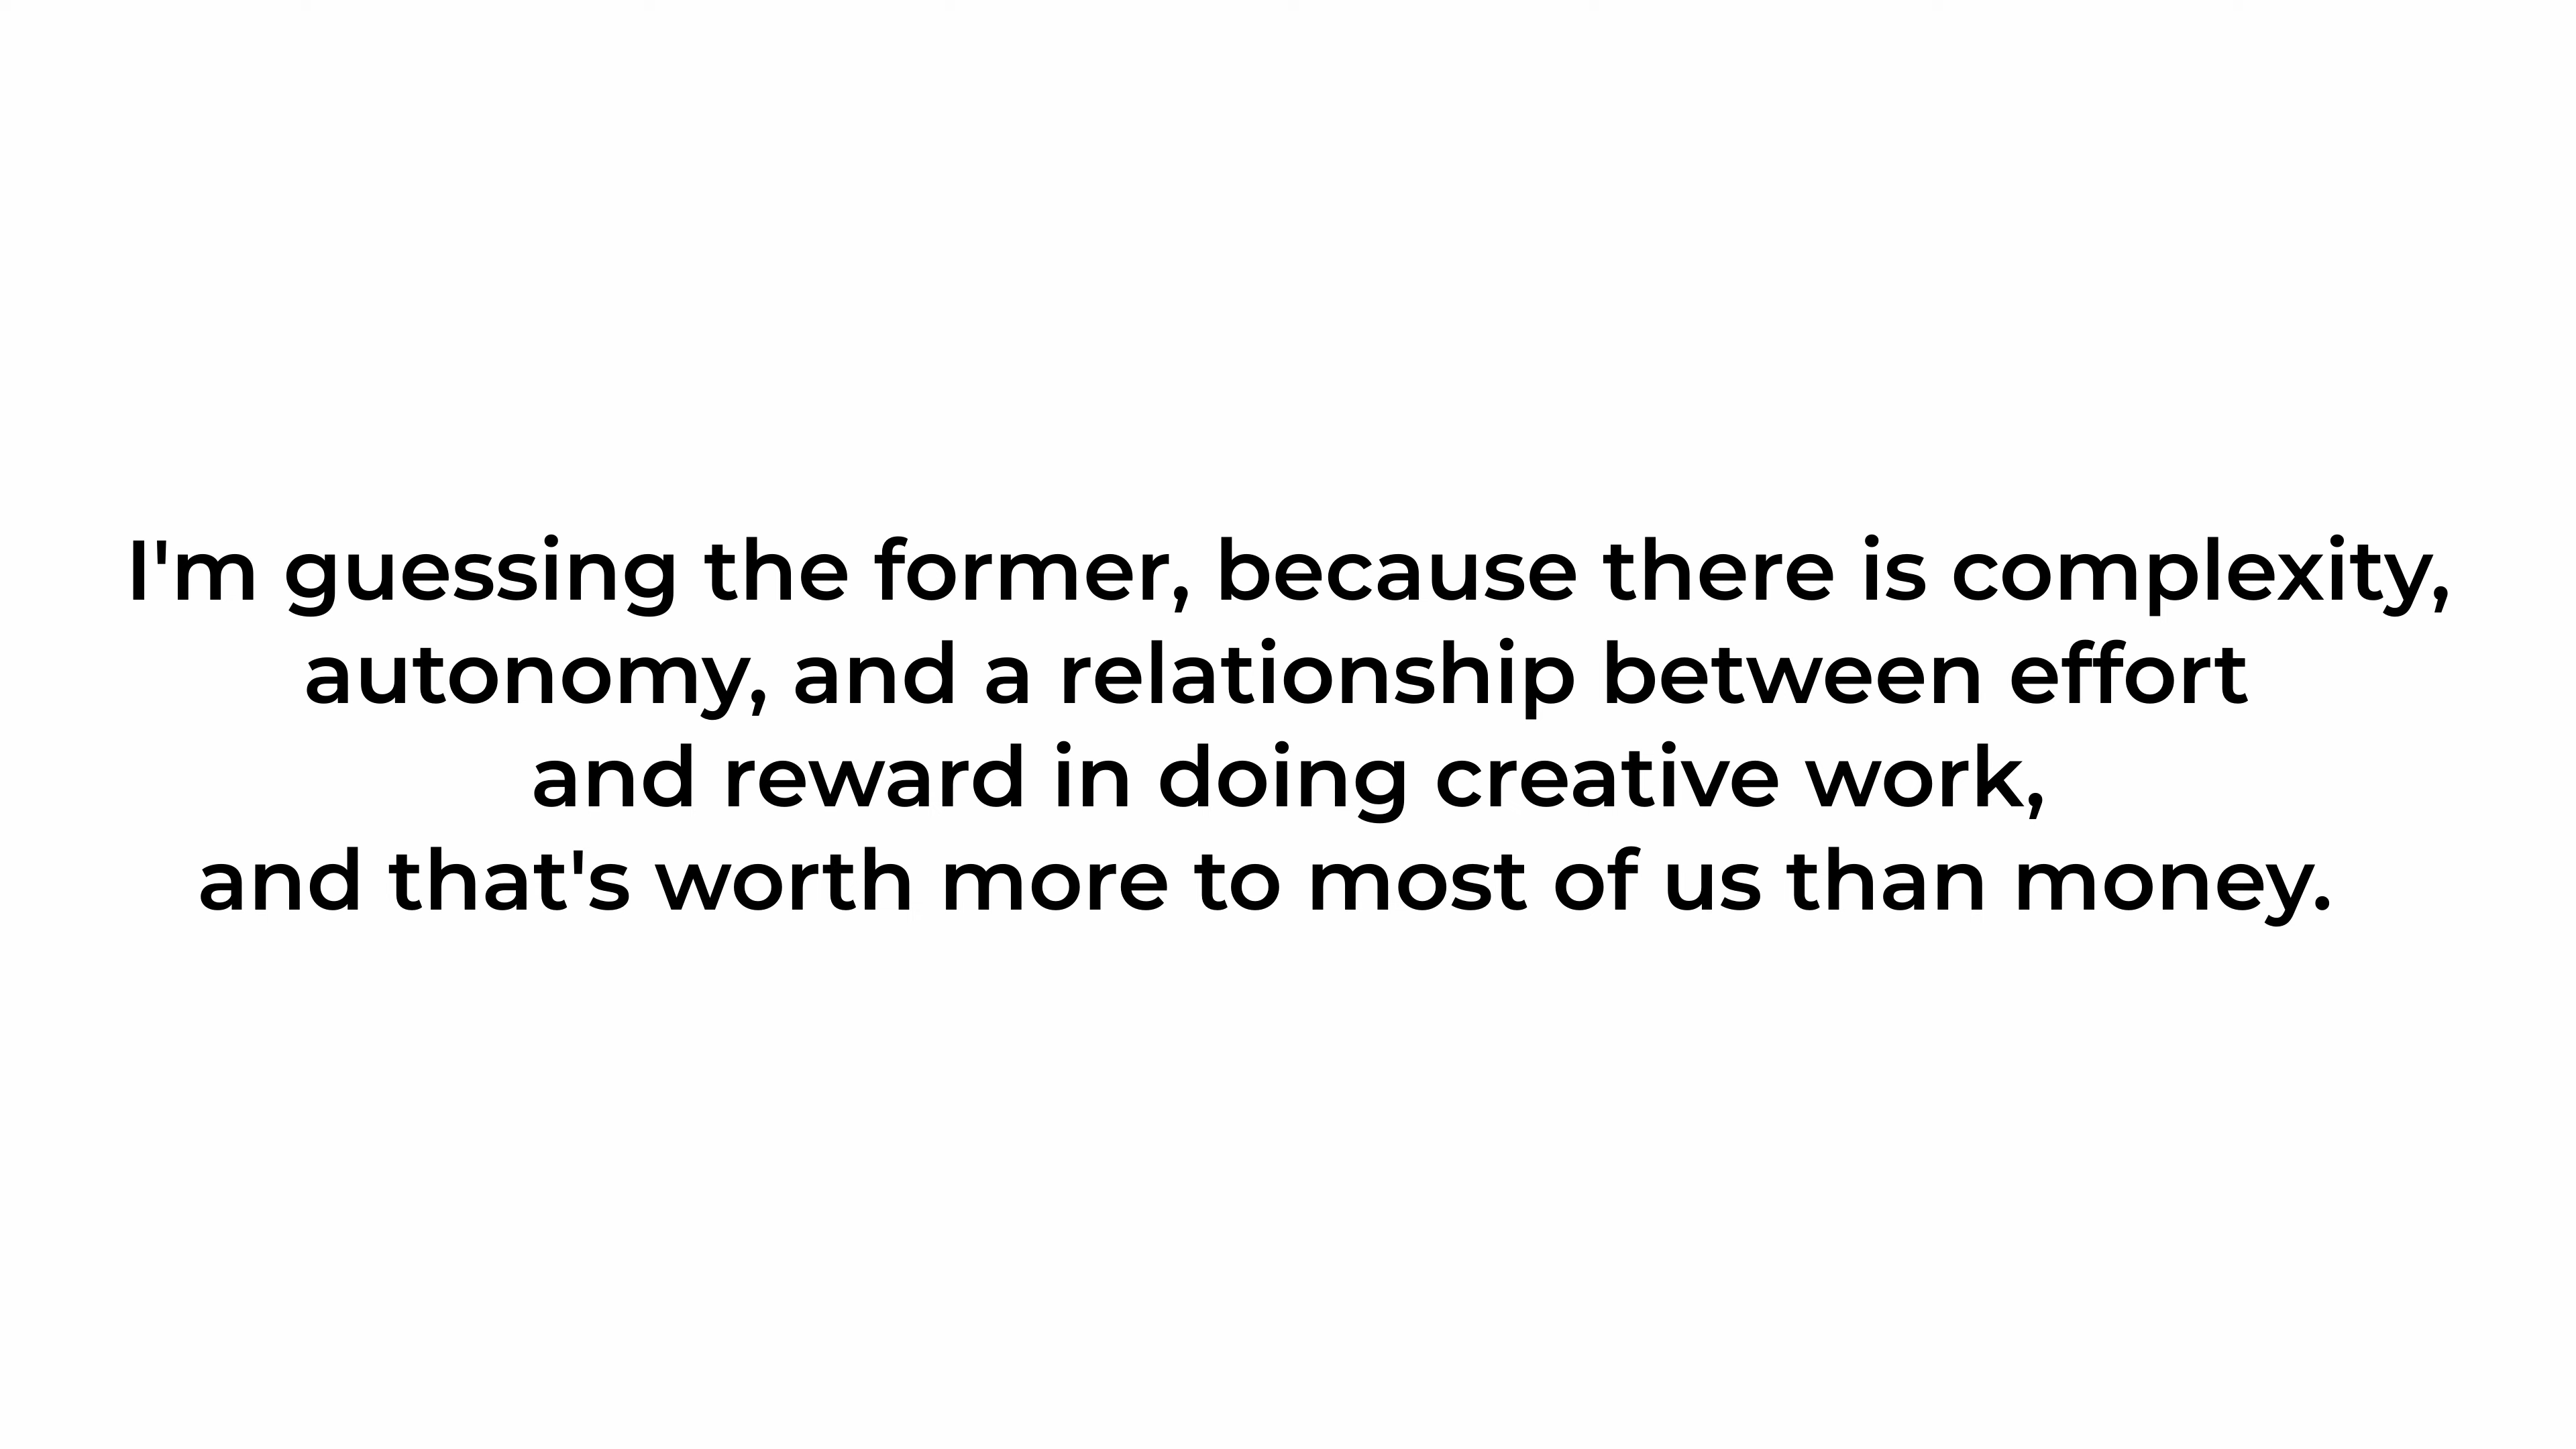 I'm guessing the former, because there is complexity,
autonomy, and a relationship between effort
and reward in doing creative work,
and that's worth more to most of us than money.